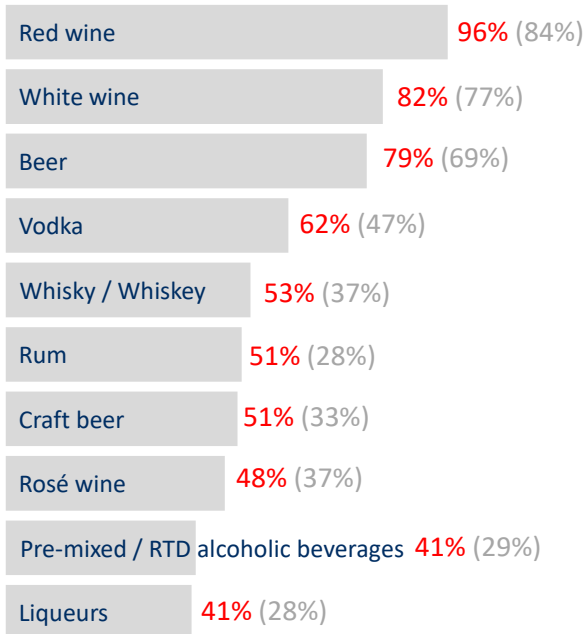 Red wine 96% (84%)
White wine 82% (77%)
Beer 79% (69%)
Vodka 62% (47%)
Whisky / Whiskey 53% (37%)
Rum 51% (28%)
Craft beer 51% (33%)
Rosé wine 48% (37%)
Pre-mixed / RTD alcoholic beverages 41% (29%)
Liqueurs 41% (28%)